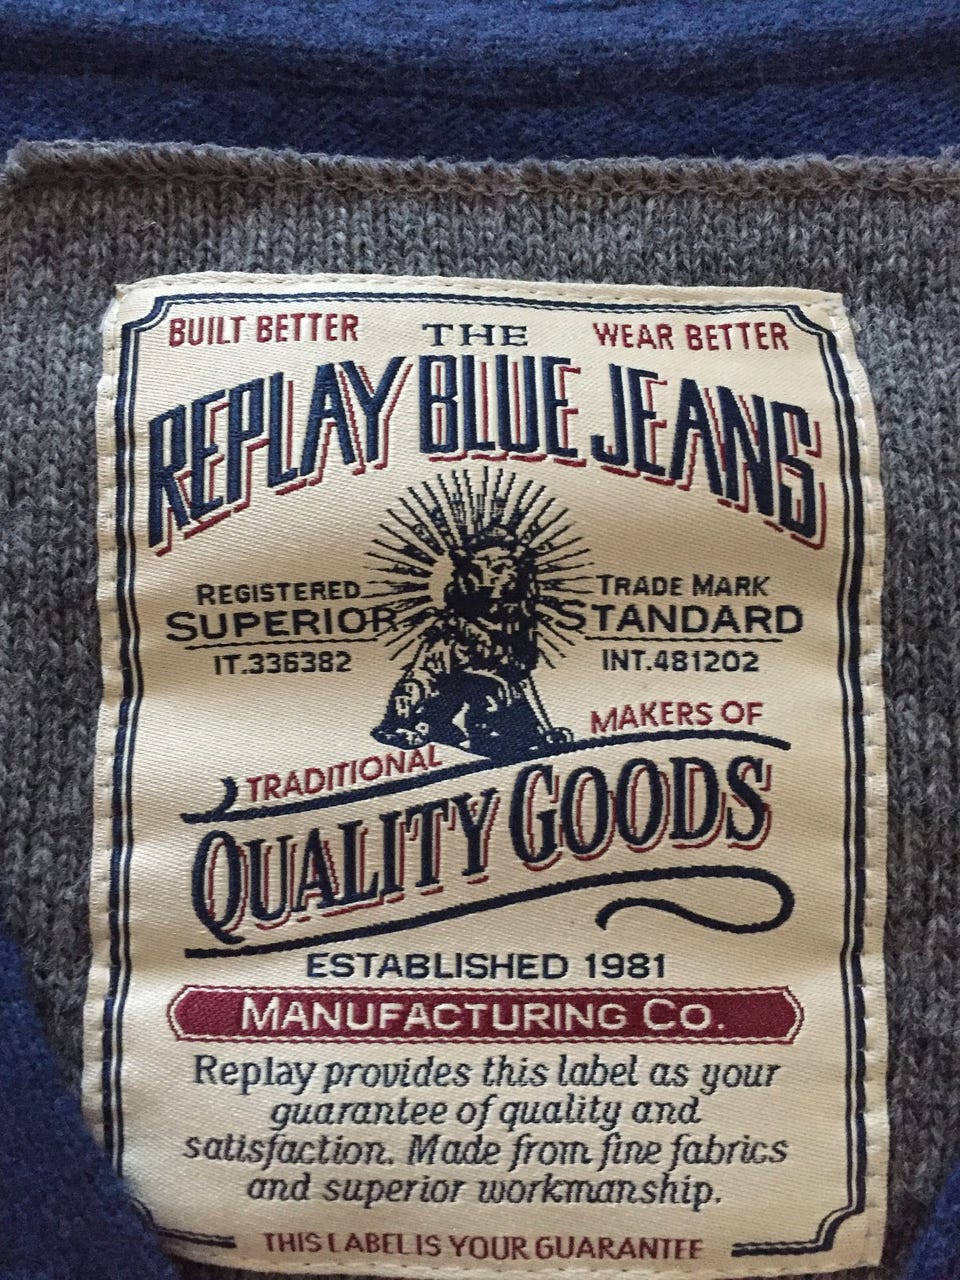 BUILT BETTER THE WEAR BETTER
REPLAY BLUE JEANS
REGISTERED TRADE MARK
SUPERIOR STANDARD
IT.336382 INT.481202
TRADITIONAL MAKERS OF
QUALITY GOODS
ESTABLISHED 1981
MANUFACTURING CO.
Replay provides this label as your
guarantee of quality and
satisfaction. Made from fine fabrics
and superior workmanship.
THIS LABEL IS YOUR GUARANTEE